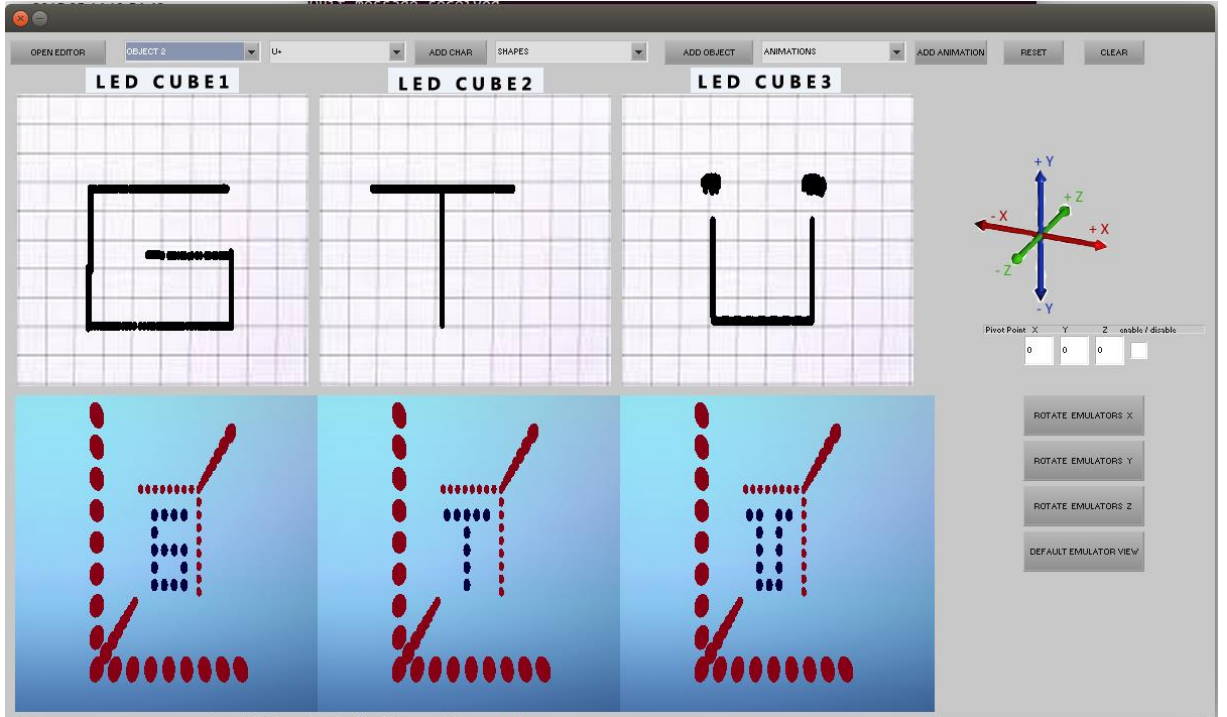 OPEN EDITOR OBJECT 2 U+ ADD CHAR SHAPES ADD OBJECT ANIMATIONS ADD ANIMATION RESET CLEAR
LED CUBE1 LED CUBE2 LED CUBE3
G T Ü
+ Y
+ Z
- X + X
- Z
- Y
Pivot Point X Y Z enable / disable
0 0 0
ROTATE EMULATORS X
ROTATE EMULATORS Y
ROTATE EMULATORS Z
DEFAULT EMULATOR VIEW